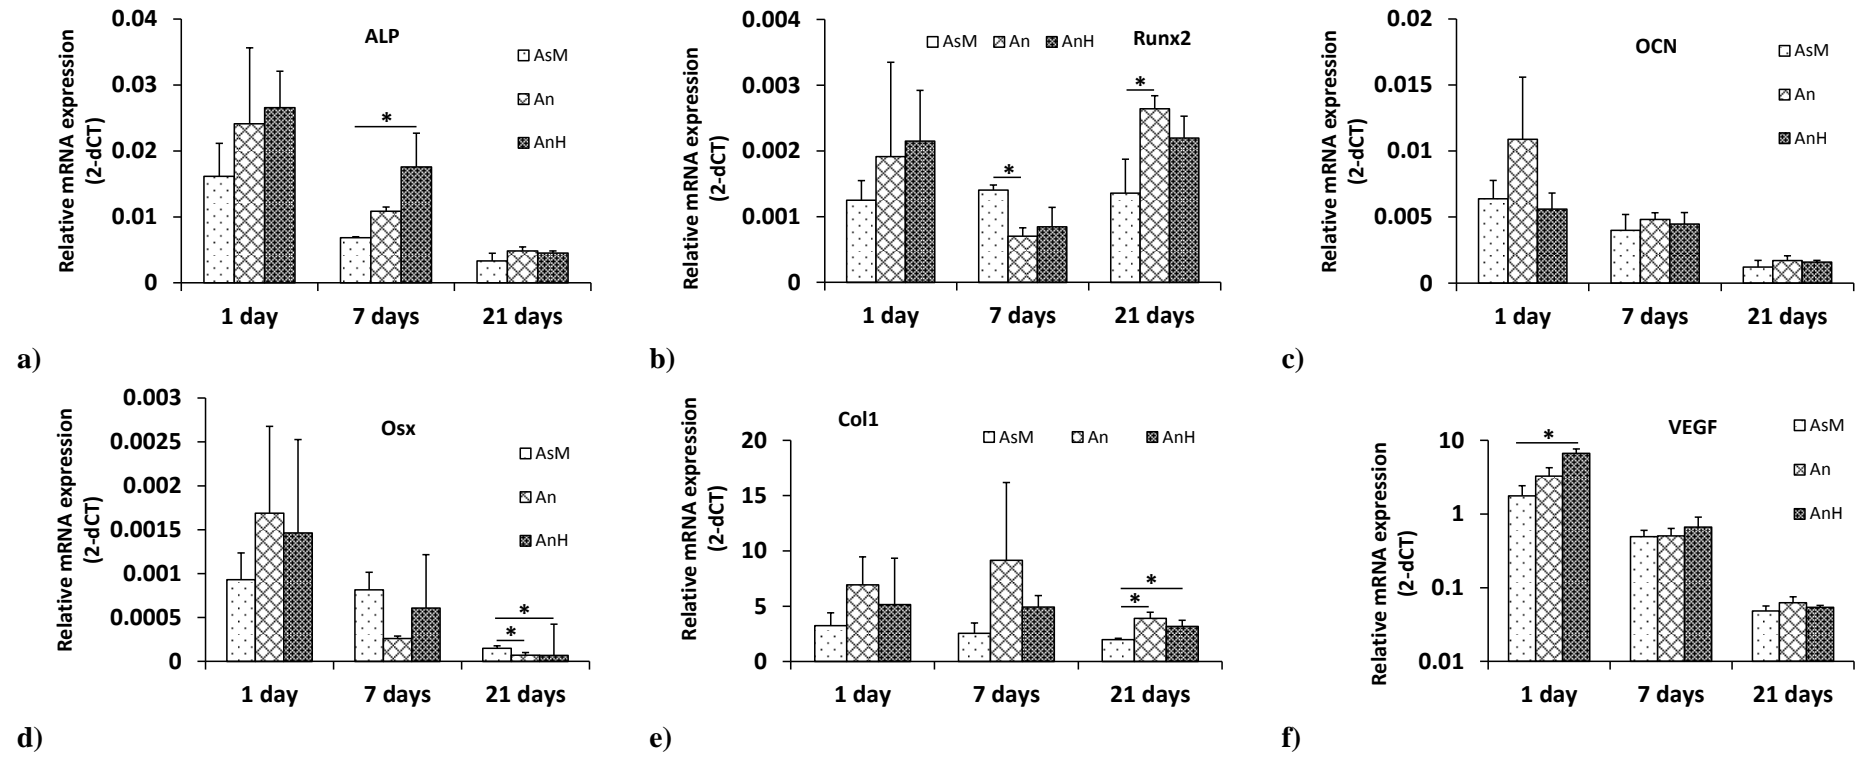 ALP
Relative mRNA expression
(2-dCT)
0.04
0.03
0.02
0.01
0
*
AsM
An
AnH
1 day 7 days 21 days
a)
Runx2
Relative mRNA expression
(2-dCT)
0.004
0.003
0.002
0.001
0
AsM An AnH
*
*
1 day 7 days 21 days
b)
OCN
Relative mRNA expression
(2-dCT)
0.02
0.015
0.01
0.005
0
AsM
An
AnH
1 day 7 days 21 days
c)
Osx
Relative mRNA expression
(2-dCT)
0.003
0.0025
0.002
0.0015
0.001
0.0005
0
AsM
An
AnH
*
*
1 day 7 days 21 days
d)
Col1
Relative mRNA expression
(2-dCT)
20
15
10
5
0
AsM An AnH
*
*
1 day 7 days 21 days
e)
VEGF
Relative mRNA expression
(2-dCT)
10
1
0.1
0.01
*
AsM
An
AnH
1 day 7 days 21 days
f)